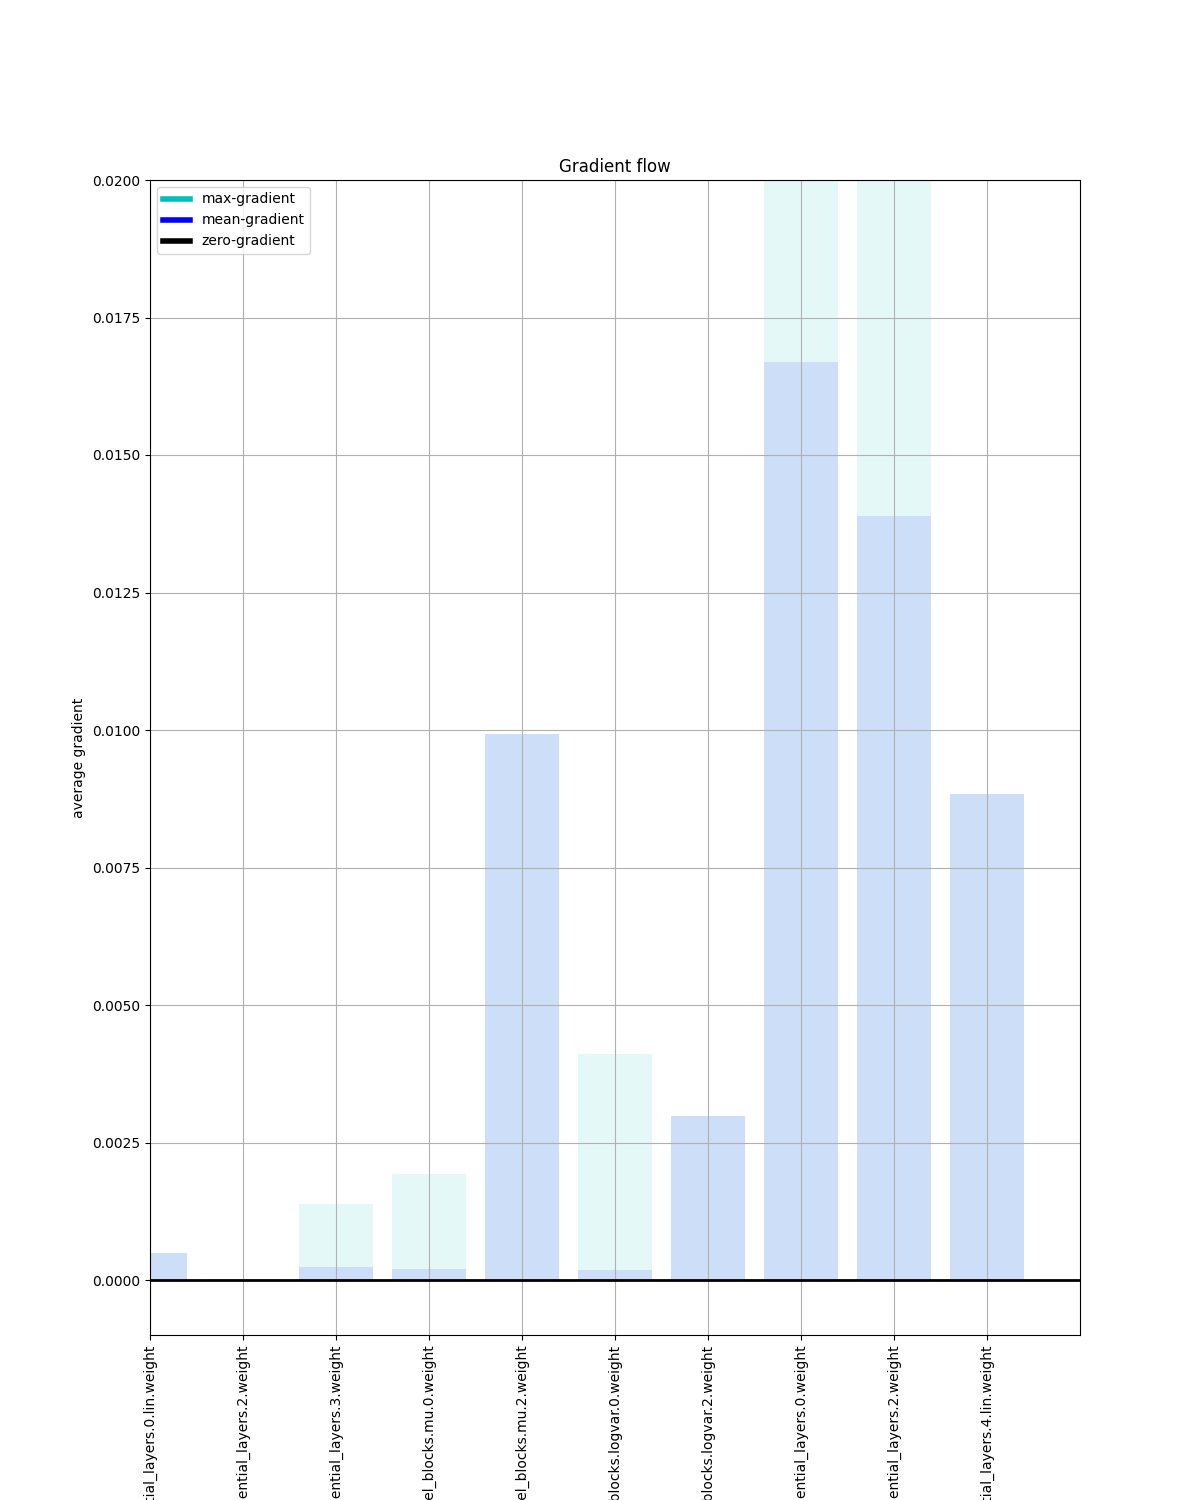 Gradient flow
max-gradient
mean-gradient
zero-gradient
average gradient
0.0200
0.0175
0.0150
0.0125
0.0100
0.0075
0.0050
0.0025
0.0000
tial_layers.0.lin.weight
ential_layers.2.weight
ential_layers.3.weight
el_blocks.mu.0.weight
el_blocks.mu.2.weight
blocks.logvar.0.weight
blocks.logvar.2.weight
ential_layers.0.weight
ential_layers.2.weight
tial_layers.4.lin.weight